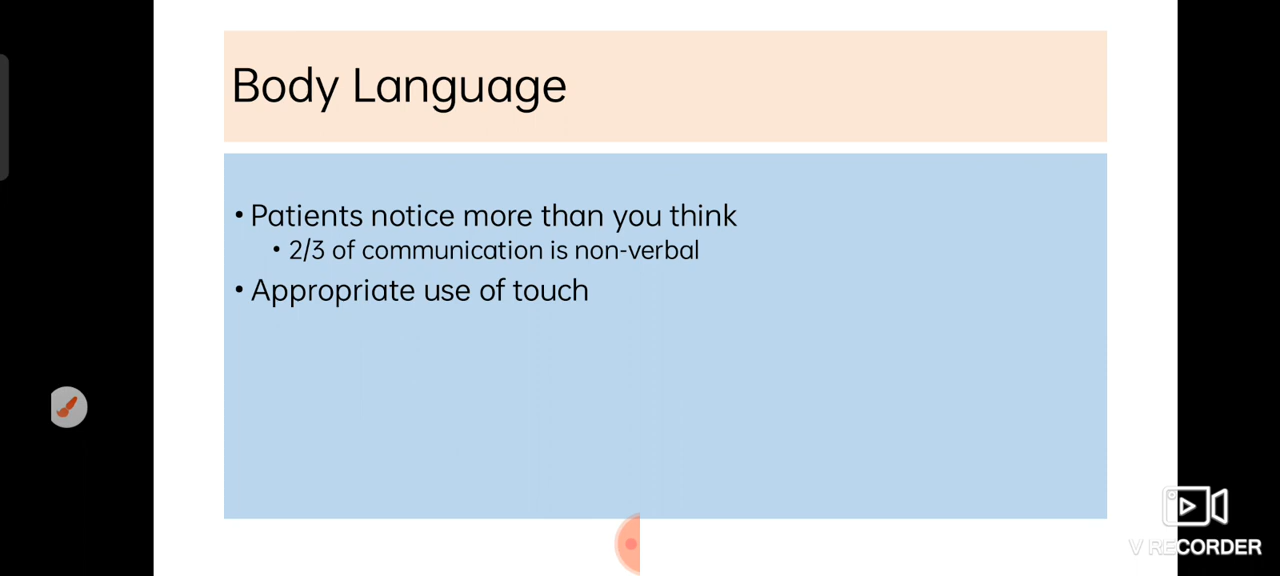 Body Language
• Patients notice more than you think
• 2/3 of communication is non-verbal
• Appropriate use of touch
V RECORDER